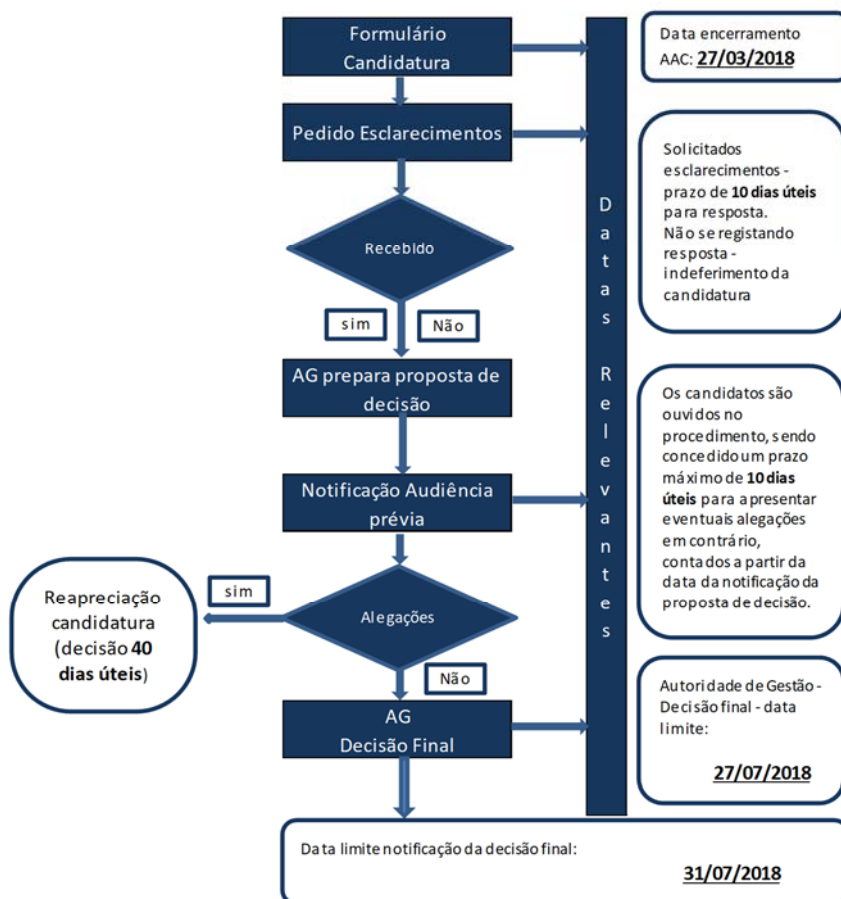 Formulário
Candidatura
Data encerramento
AAC: 27/03/2018
Pedido Esclarecimentos
Solicitados
esclarecimentos -
prazo de 10 dias úteis
para resposta.
Não se registando
resposta -
indeferimento da
candidatura
Recebido
sim
Não
Datas Relevantes
AG prepara proposta de
decisão
Os candidatos são
ouvidos no
procedimento, sendo
concedido um prazo
máximo de 10 dias
úteis para apresentar
eventuais alegações
em contrário,
contados a partir da
data da notificação da
proposta de decisão.
Notificação Audiência
prévia
Alegações
sim
Reapreciação
candidatura
(decisão 40
dias úteis)
Não
AG
Decisão Final
Autoridade de Gestão -
Decisão final - data
limite:
27/07/2018
Data limite notificação da decisão final:
31/07/2018